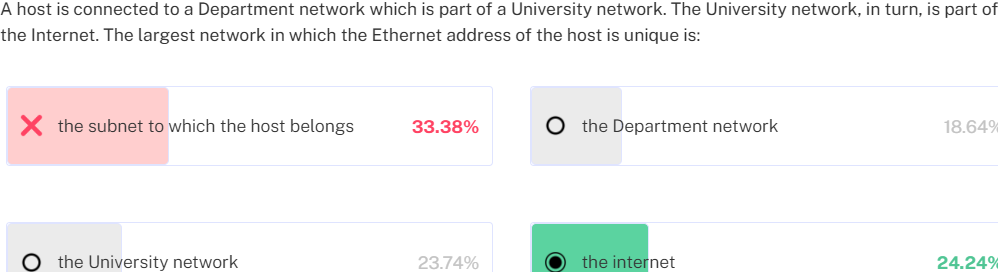 A host is connected to a Department network which is part of a University network. The University network, in turn, is part of
the Internet. The largest network in which the Ethernet address of the host is unique is:
the subnet to which the host belongs 33.38%
the Department network 18.64%
the University network 23.74%
the internet 24.24%